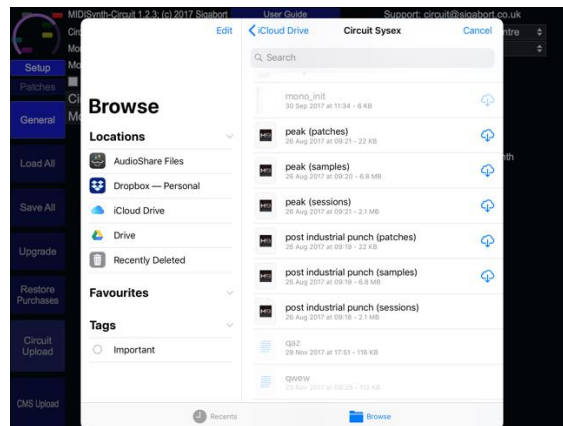 MIDISynth-Circuit 1.2.3; (c) 2017 Sigabort
User Guide
Support: circuit@sigabort.co.uk
Setup
Patches
General
Load All
Save All
Upgrade
Restore
Purchases
Circuit
Upload
CMS Upload
Edit
Browse
Locations
AudioShare Files
Dropbox — Personal
iCloud Drive
Drive
Recently Deleted
Favourites
Tags
Important
iCloud Drive
Circuit Sysex
Cancel
Search
mono_init
30 Sep 2017 at 11:34 - 6 KB
peak (patches)
26 Aug 2017 at 09:21 - 22 KB
peak (samples)
26 Aug 2017 at 09:20 - 6.8 MB
peak (sessions)
26 Aug 2017 at 09:21 - 2.1 MB
post industrial punch (patches)
26 Aug 2017 at 09:19 - 22 KB
post industrial punch (samples)
26 Aug 2017 at 09:19 - 6.8 MB
post industrial punch (sessions)
26 Aug 2017 at 09:18 - 2.1 MB
qaz
29 Nov 2017 at 17:51 - 116 KB
qwew
Recents
Browse